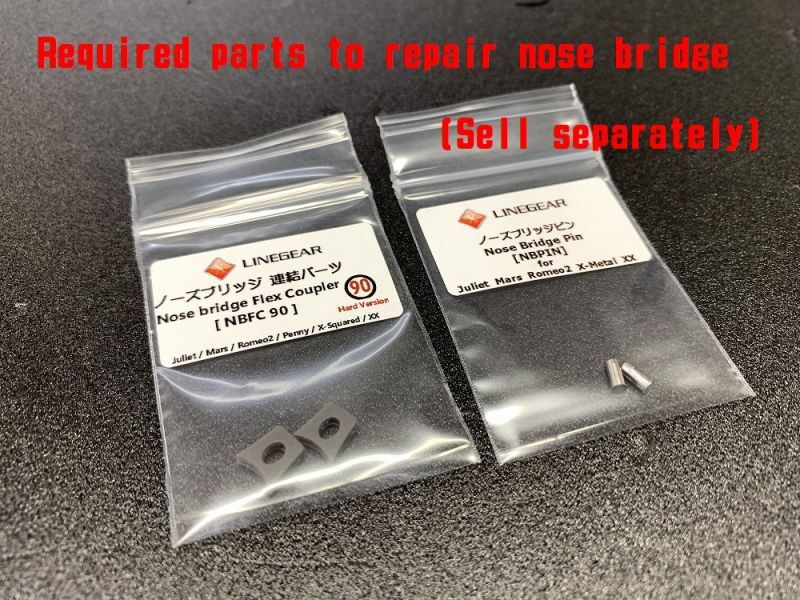 Required parts to repair nose bridge
(Sell separately)
LINEGEAR
ノーズブリッジ 連結パーツ
Nose bridge Flex Coupler
[ NBFC 90 ]
90
Hard Version
Juliet / Mars / Romeo2 / Penny / X-Squared / XX
LINEGEAR
ノーズブリッジピン
Nose Bridge Pin
[NBPIN]
for
Juliet Mars Romeo2 X-Metal XX